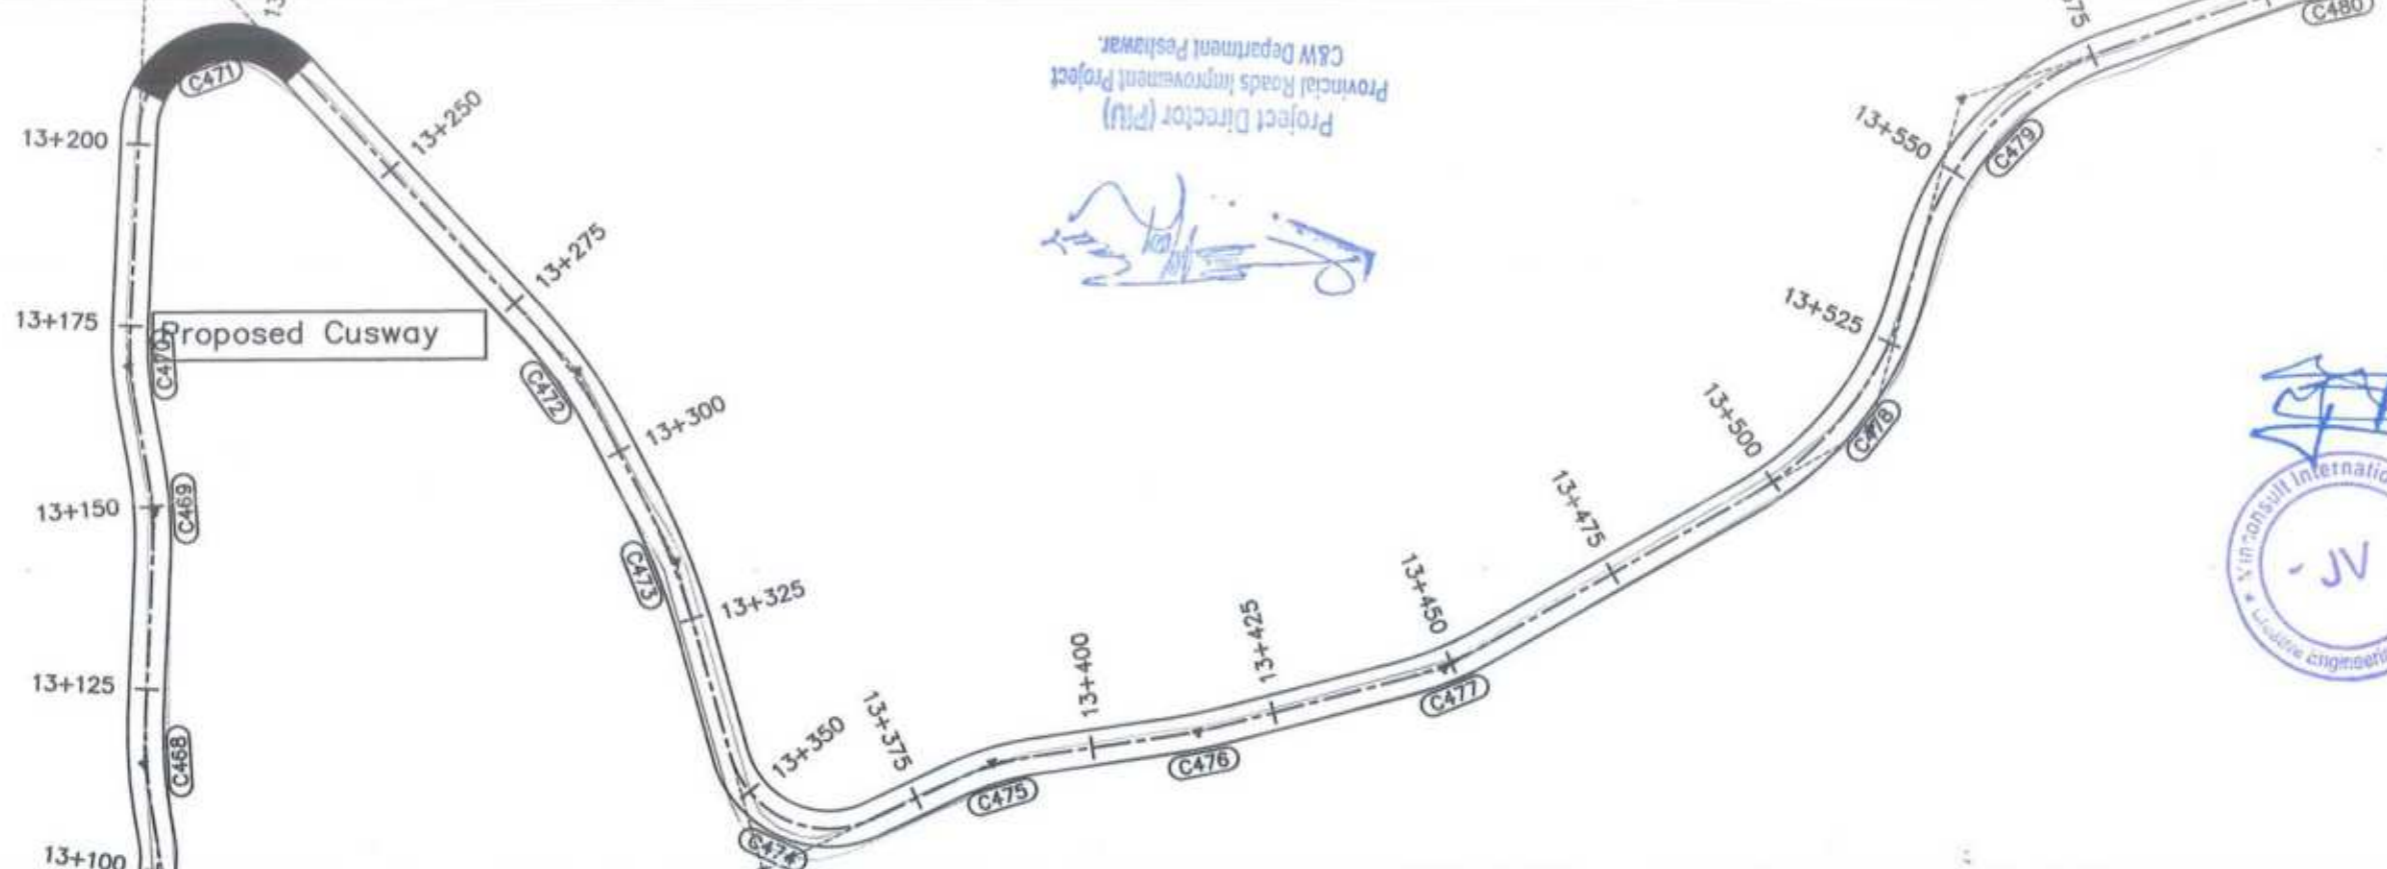 C471
13+200
13+250
13+275
13+175
Proposed Cusway
C470
C472
13+300
C469
13+150
C473
13+325
13+125
C468
13+350
13+375
13+400
13+425
13+450
13+475
13+500
13+525
13+550
C474
C475
C476
C477
C478
C479
C480
13+100
Project Director (PIU)
Provincial Roads Improvement Project
C&W Department Peshawar.
JV